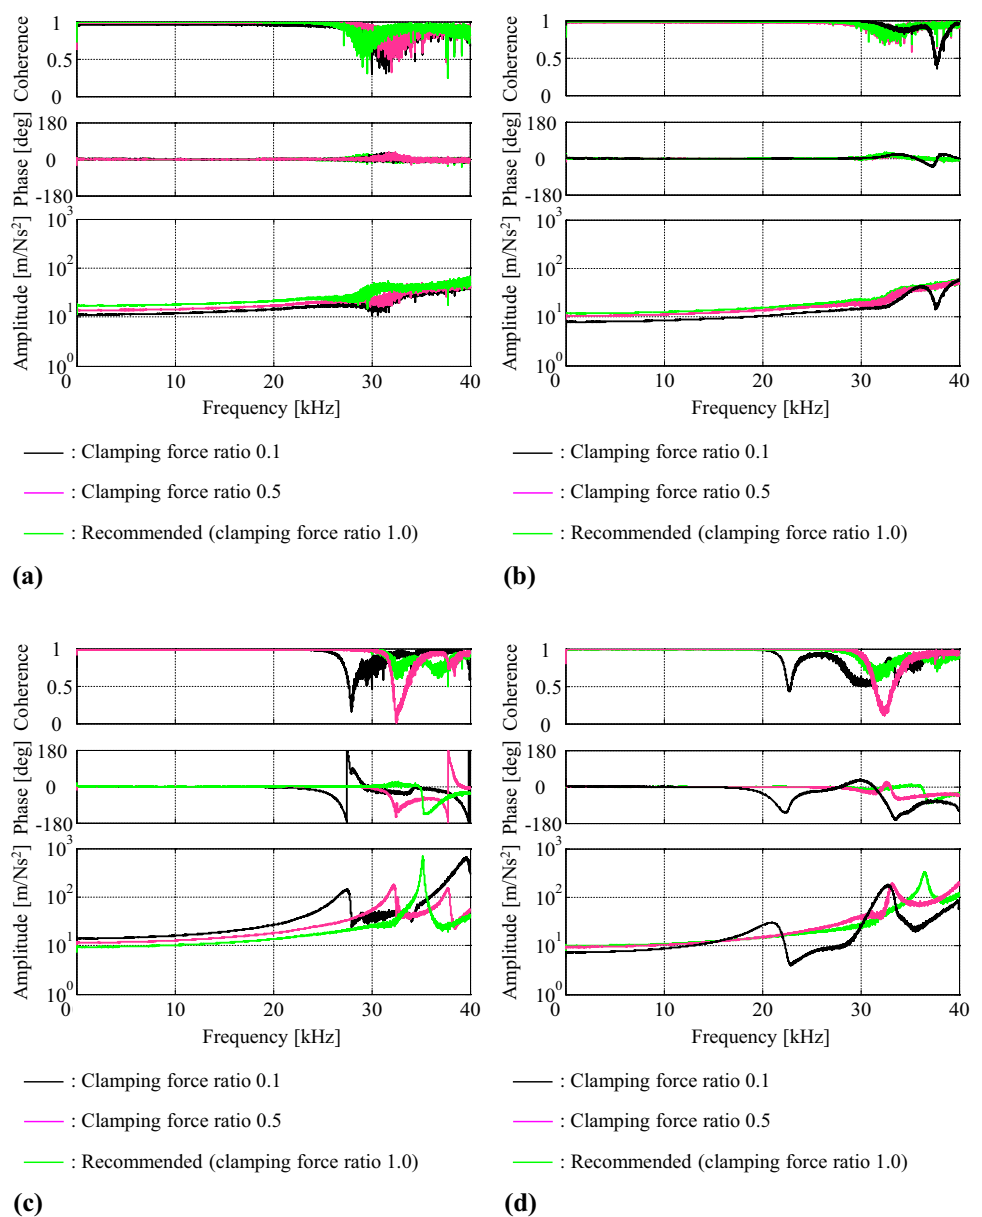 Coherence
1
0.5
1
Phase [deg]
180
0
-180
Amplitude [m/Ns²]
10³
10²
10¹
10⁰
0 10 20 30 40
Frequency [kHz]
: Clamping force ratio 0.1
: Clamping force ratio 0.5
: Recommended (clamping force ratio 1.0)
(a)
Coherence
1
0.5
1
Phase [deg]
180
0
-180
Amplitude [m/Ns²]
10³
10²
10¹
10⁰
0 10 20 30 40
Frequency [kHz]
: Clamping force ratio 0.1
: Clamping force ratio 0.5
: Recommended (clamping force ratio 1.0)
(b)
Coherence
1
0.5
0
Phase [deg]
180
0
-180
Amplitude [m/Ns²]
10³
10²
10¹
10⁰
0 10 20 30 40
Frequency [kHz]
: Clamping force ratio 0.1
: Clamping force ratio 0.5
: Recommended (clamping force ratio 1.0)
(c)
Coherence
1
0.5
0
Phase [deg]
180
0
-180
Amplitude [m/Ns²]
10³
10²
10¹
10⁰
0 10 20 30 40
Frequency [kHz]
: Clamping force ratio 0.1
: Clamping force ratio 0.5
: Recommended (clamping force ratio 1.0)
(d)